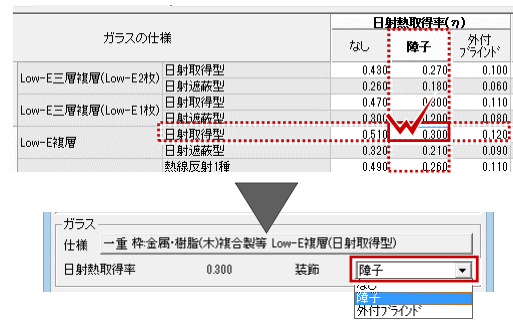 ガラスの仕様 日射熱取得率(η)
なし 障子 外付ブラインド
Low-E三層複層(Low-E2枚) 日射取得型 0.430 0.270 0.100
日射遮蔽型 0.260 0.180 0.060
Low-E三層複層(Low-E1枚) 日射取得型 0.470 0.300 0.110
日射遮蔽型 0.300 0.200 0.080
Low-E複層 日射取得型 0.510 0.300 0.120
日射遮蔽型 0.320 0.210 0.090
熱線反射1種 0.490 0.260 0.110
ガラス
仕様 一重 枠:金属・樹脂(木)複合製等 Low-E複層(日射取得型)
日射熱取得率 0.300 装飾 障子
なし
障子
外付ブラインド